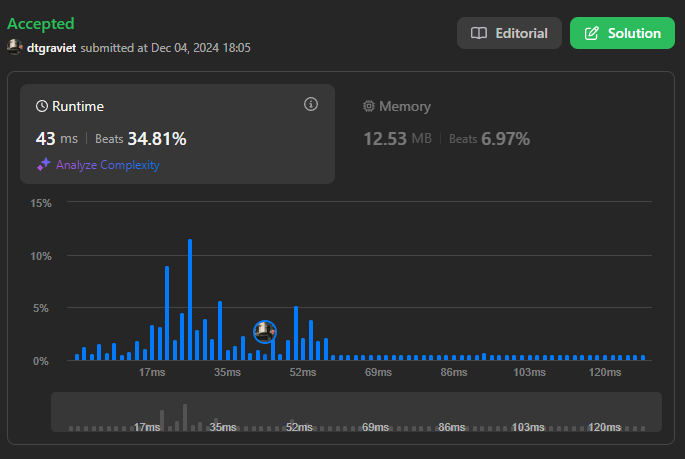 Accepted
dtgraviet submitted at Dec 04, 2024 18:05
Editorial
Solution
Runtime
43 ms | Beats 34.81%
Analyze Complexity
Memory
12.53 MB | Beats 6.97%
15%
10%
5%
0%
17ms 35ms 52ms 69ms 86ms 103ms 120ms
17ms 35ms 52ms 69ms 86ms 103ms 120ms